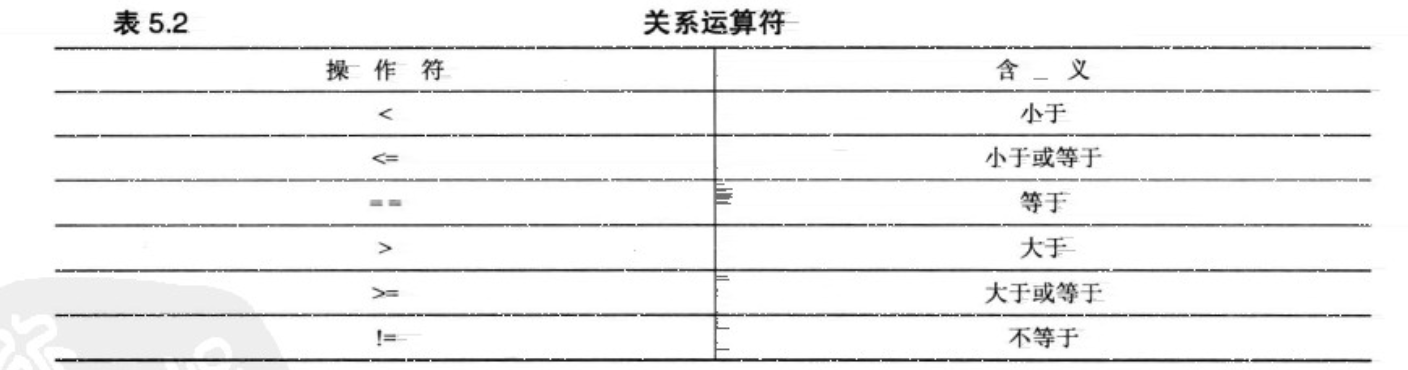 表 5.2 关系运算符
操 作 符 含 义
< 小于
<= 小于或等于
== 等于
> 大于
>= 大于或等于
!= 不等于